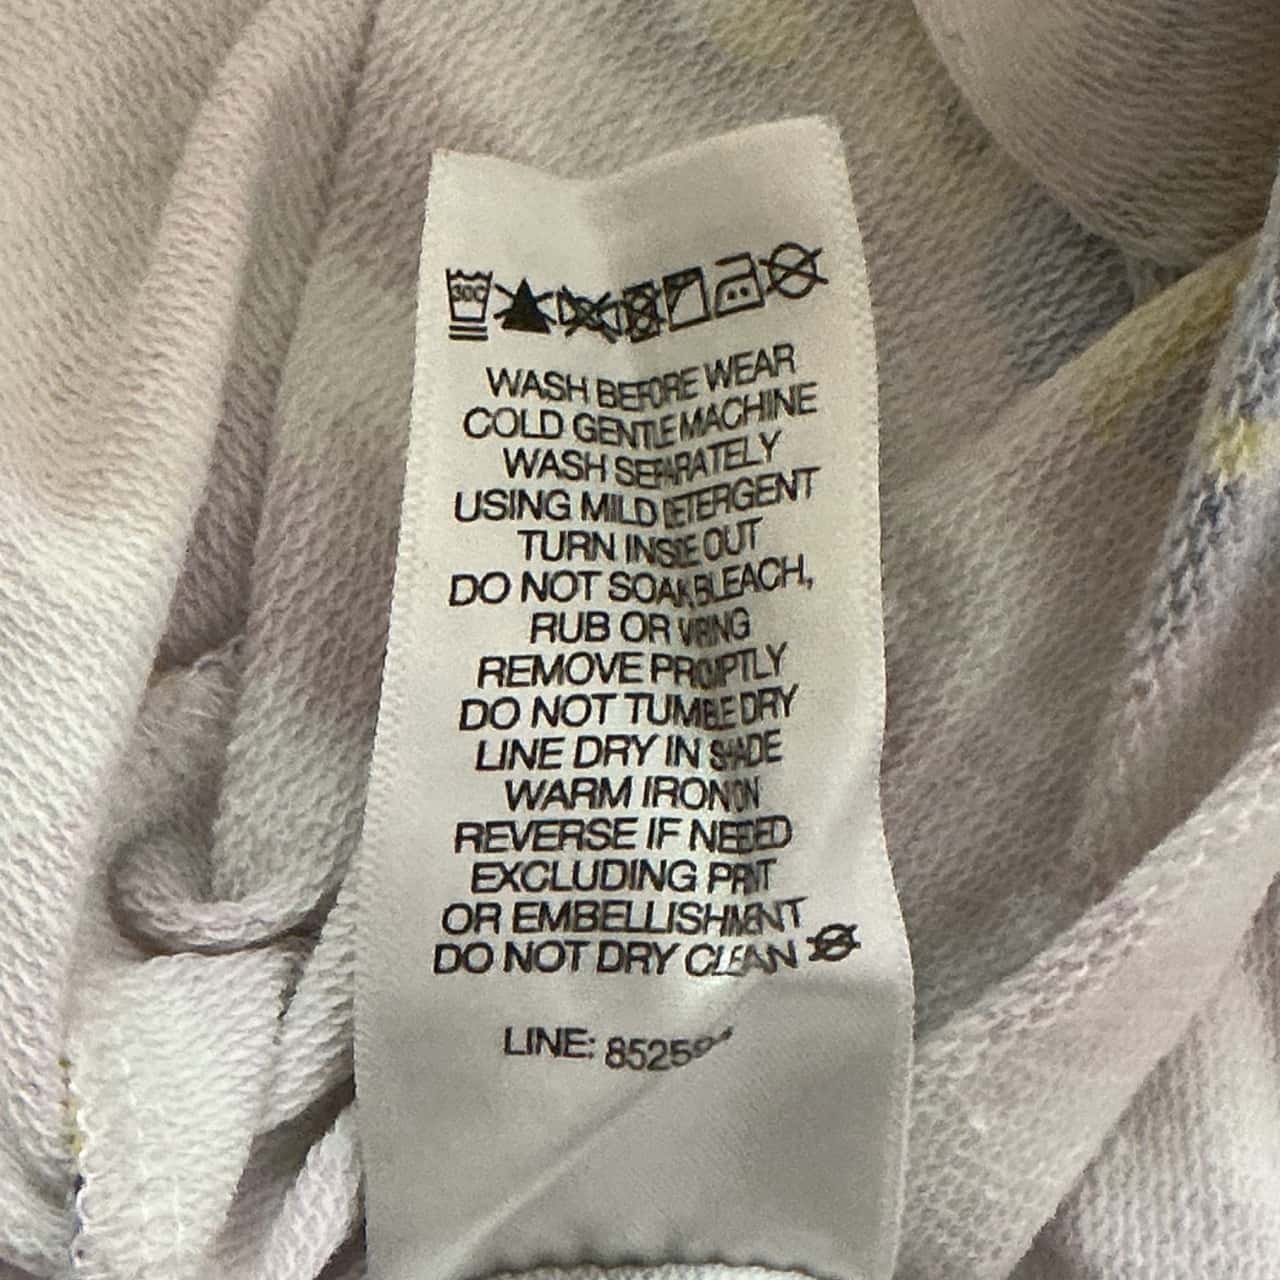 30C
WASH BEFORE WEAR
COLD GENTLE MACHINE
WASH SEPARATELY
USING MILD DETERGENT
TURN INSIDE OUT
DO NOT SOAK BLEACH,
RUB OR WRING
REMOVE PROMPTLY
DO NOT TUMBLE DRY
LINE DRY IN SHADE
WARM IRON ON
REVERSE IF NEEDED
EXCLUDING PRINT
OR EMBELLISHMENT
DO NOT DRY CLEAN
LINE: